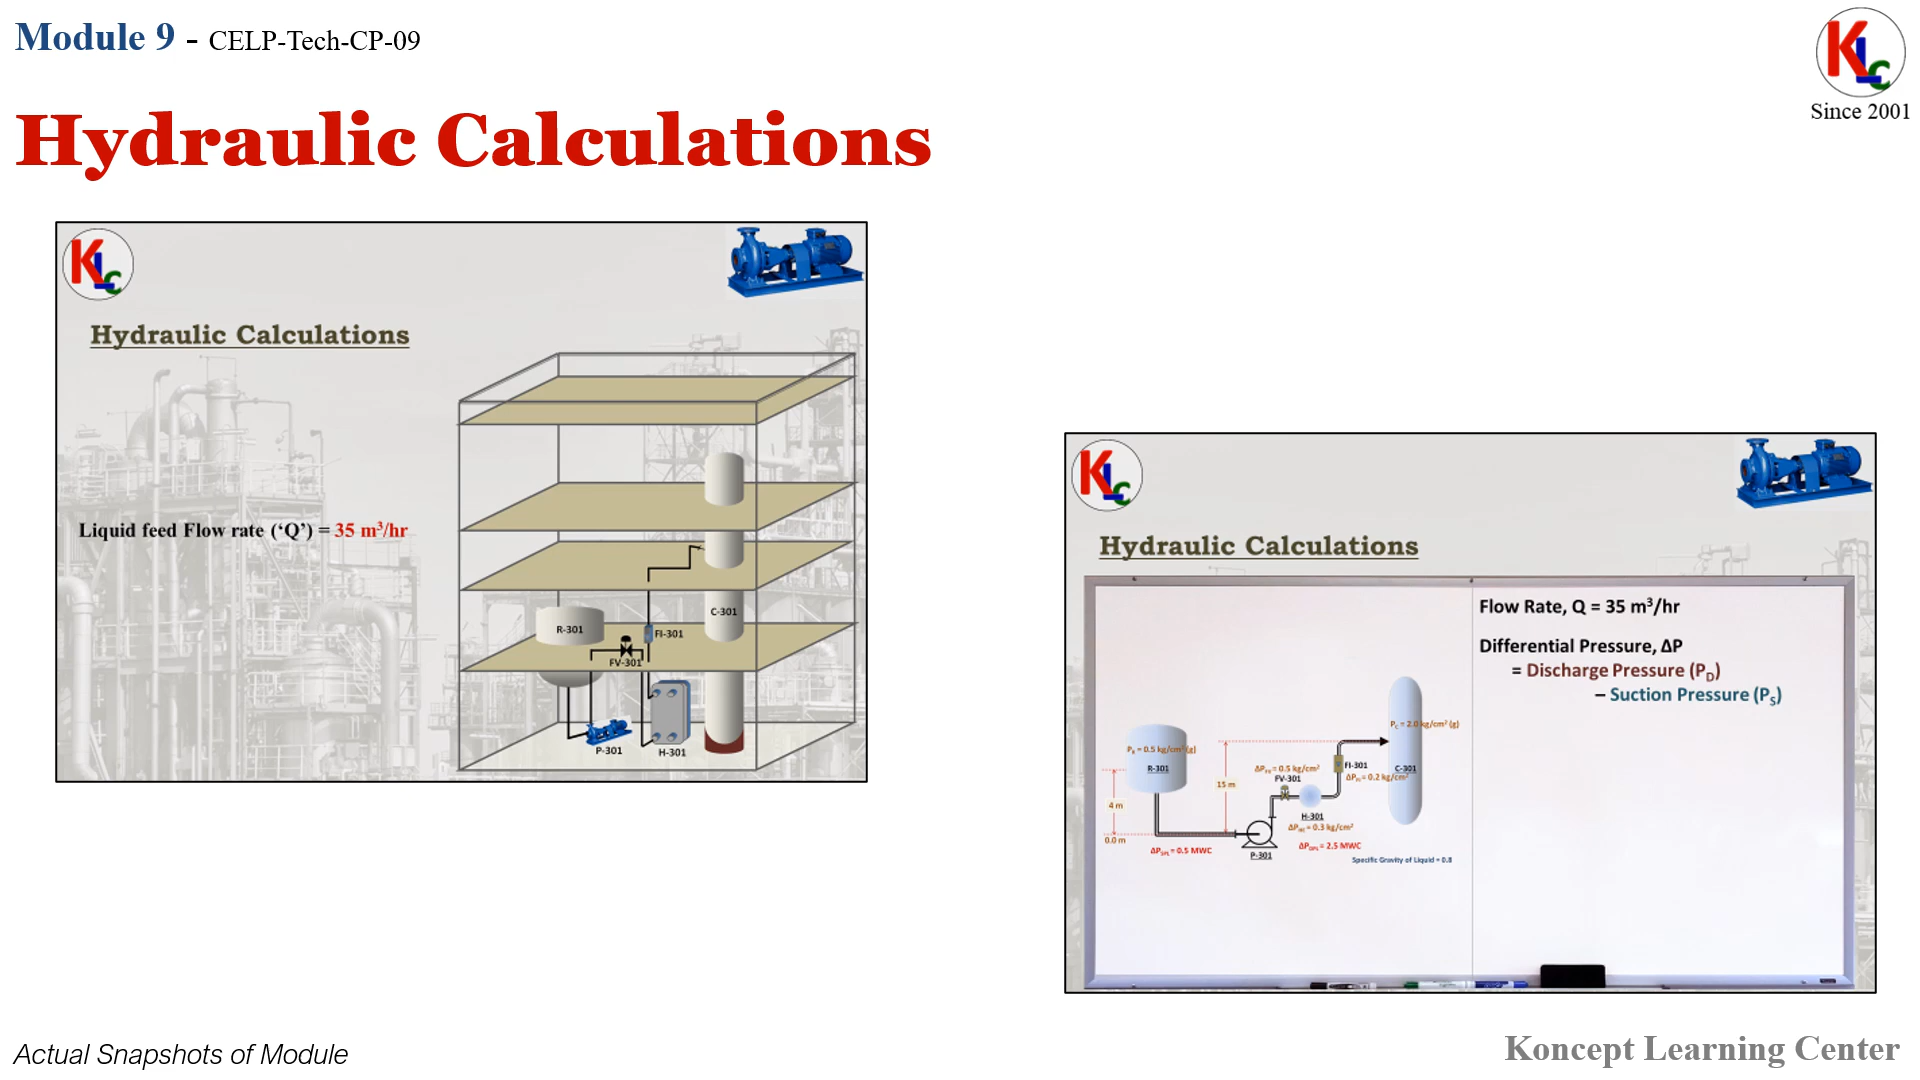 Module 9 - CELP-Tech-CP-09
KLC
Since 2001
Hydraulic Calculations
KLC
Hydraulic Calculations
Liquid feed Flow rate (‘Q’) = 35 m³/hr
R-301
C-301
FI-301
FV-301
P-301
H-301
KLC
Hydraulic Calculations
Flow Rate, Q = 35 m³/hr
Differential Pressure, ΔP
= Discharge Pressure (P_D)
– Suction Pressure (P_S)
P_C = 2.0 kg/cm² (g)
P_R = 0.5 kg/cm² (g)
R-301
ΔP_FV = 0.5 kg/cm²
FV-301
FI-301
C-301
ΔP_FI = 0.2 kg/cm²
15 m
4 m
H-301
ΔP_HE = 0.3 kg/cm²
0.0 m
ΔP_SPL = 0.5 MWC
P-301
ΔP_DPL = 2.5 MWC
Specific Gravity of Liquid = 0.8
Actual Snapshots of Module
Koncept Learning Center